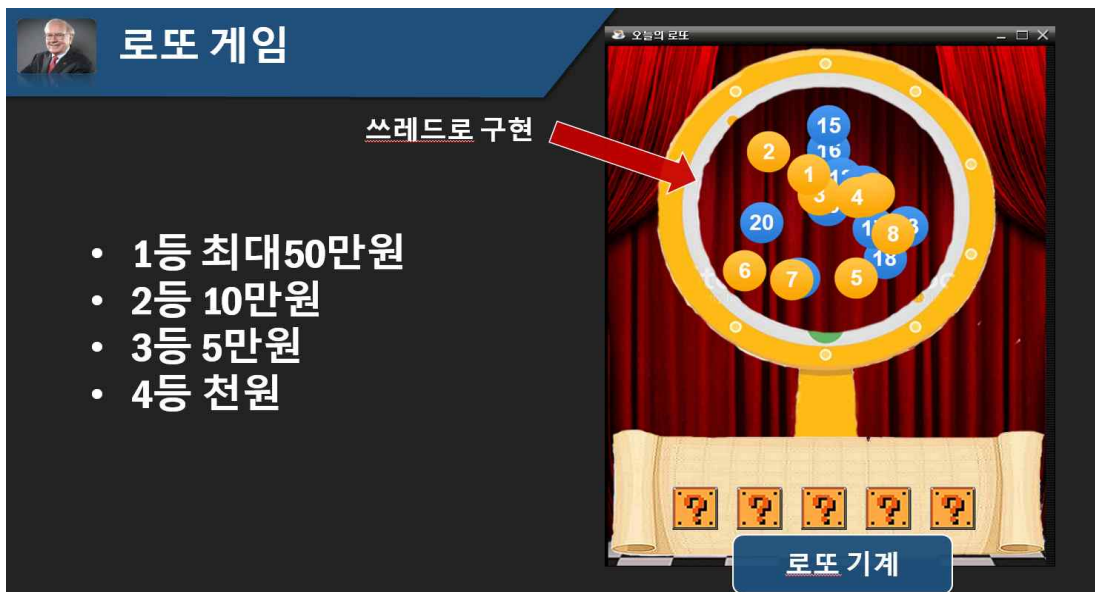 로또 게임
오늘의 로또
쓰레드로 구현
• 1등 최대50만원
• 2등 10만원
• 3등 5만원
• 4등 천원
15
16
2
1
3
4
20
8
18
6
7
5
? ? ? ? ?
로또 기계